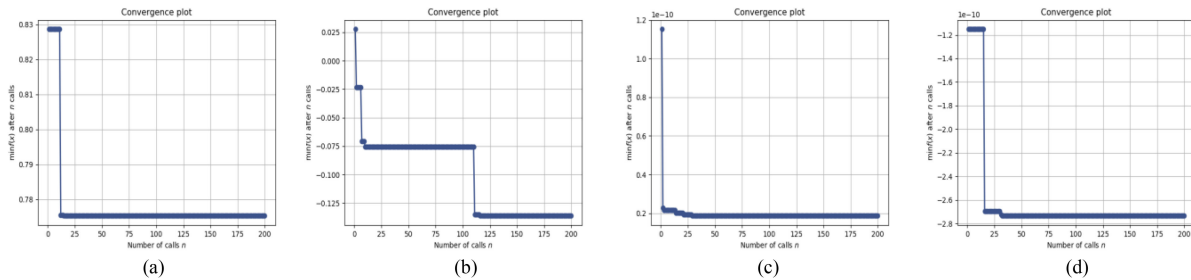 Convergence plot
min f(x) after n calls
0.83
0.82
0.81
0.80
0.79
0.78
0 25 50 75 100 125 150 175 200
Number of calls n
(a)
Convergence plot
min f(x) after n calls
0.025
0.000
−0.025
−0.050
−0.075
−0.100
−0.125
0 25 50 75 100 125 150 175 200
Number of calls n
(b)
1e−10
Convergence plot
min f(x) after n calls
1.2
1.0
0.8
0.6
0.4
0.2
0 25 50 75 100 125 150 175 200
Number of calls n
(c)
1e−10
Convergence plot
min f(x) after n calls
−1.2
−1.4
−1.6
−1.8
−2.0
−2.2
−2.4
−2.6
−2.8
0 25 50 75 100 125 150 175 200
Number of calls n
(d)